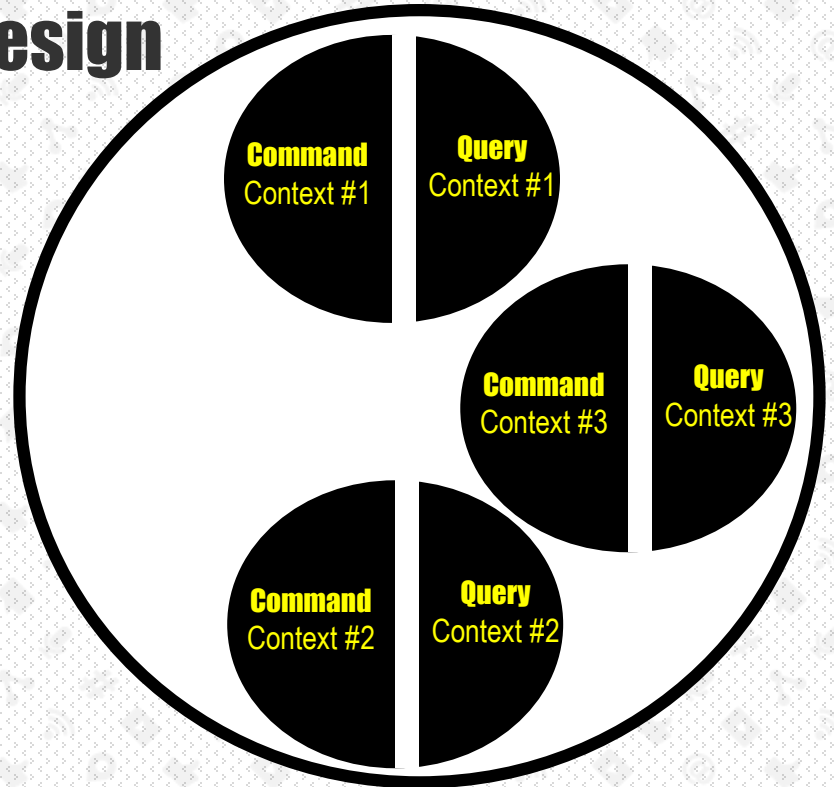 esign
Command
Context #1
Query
Context #1
Command
Context #3
Query
Context #3
Command
Context #2
Query
Context #2